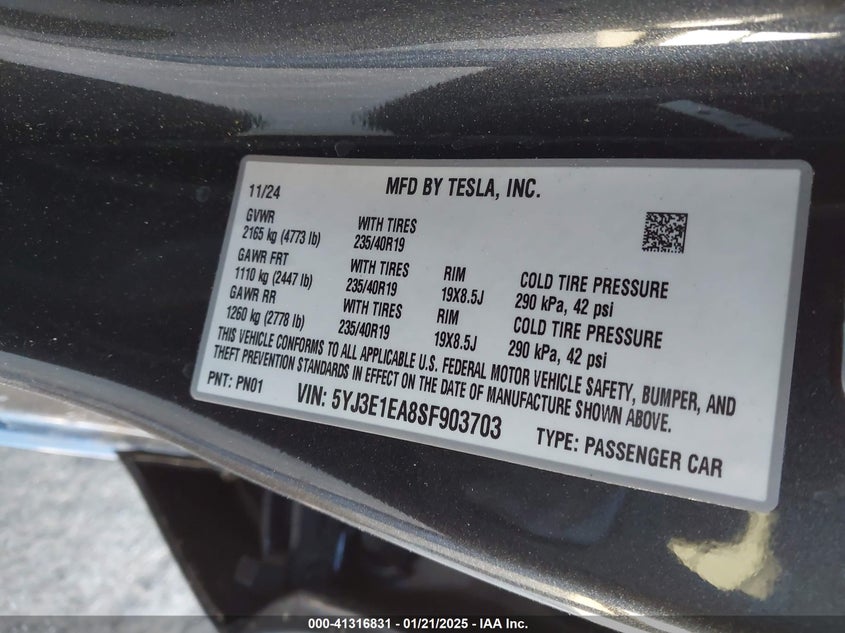 MFD BY TESLA, INC.
11/24
GVWR
2165 kg (4773 lb)
WITH TIRES
235/40R19
GAWR FRT
1110 kg (2447 lb)
WITH TIRES
235/40R19
RIM
19X8.5J
COLD TIRE PRESSURE
290 kPa, 42 psi
GAWR RR
1260 kg (2778 lb)
WITH TIRES
235/40R19
RIM
19X8.5J
COLD TIRE PRESSURE
290 kPa, 42 psi
THIS VEHICLE CONFORMS TO ALL APPLICABLE U.S. FEDERAL MOTOR VEHICLE SAFETY, BUMPER, AND
THEFT PREVENTION STANDARDS IN EFFECT ON THE DATE OF MANUFACTURE SHOWN ABOVE.
PNT: PN01
VIN: 5YJ3E1EA8SF903703
TYPE: PASSENGER CAR
000-41316831 - 01/21/2025 - IAA Inc.